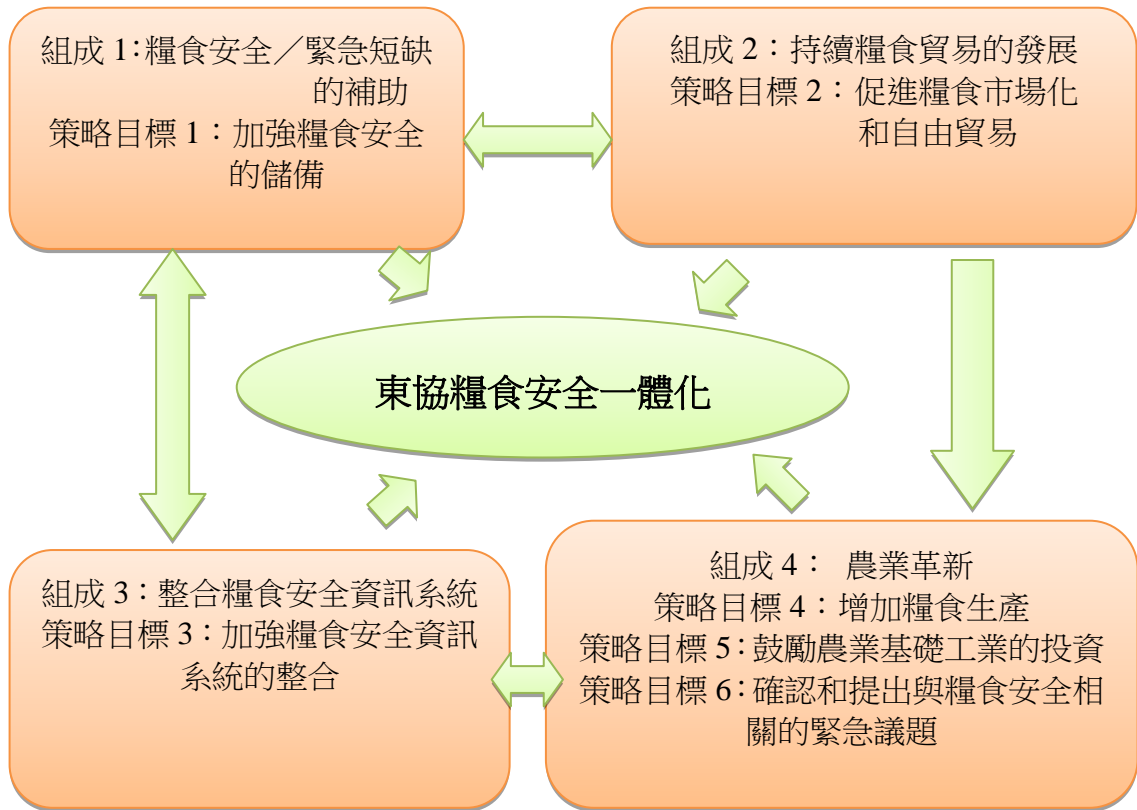 組成 1：糧食安全／緊急短缺
的補助
策略目標 1：加強糧食安全
的儲備
組成 2：持續糧食貿易的發展
策略目標 2：促進糧食市場化
和自由貿易
東協糧食安全一體化
組成 3：整合糧食安全資訊系統
策略目標 3：加強糧食安全資訊
系統的整合
組成 4： 農業革新
策略目標 4：增加糧食生產
策略目標 5：鼓勵農業基礎工業的投資
策略目標 6：確認和提出與糧食安全相
關的緊急議題